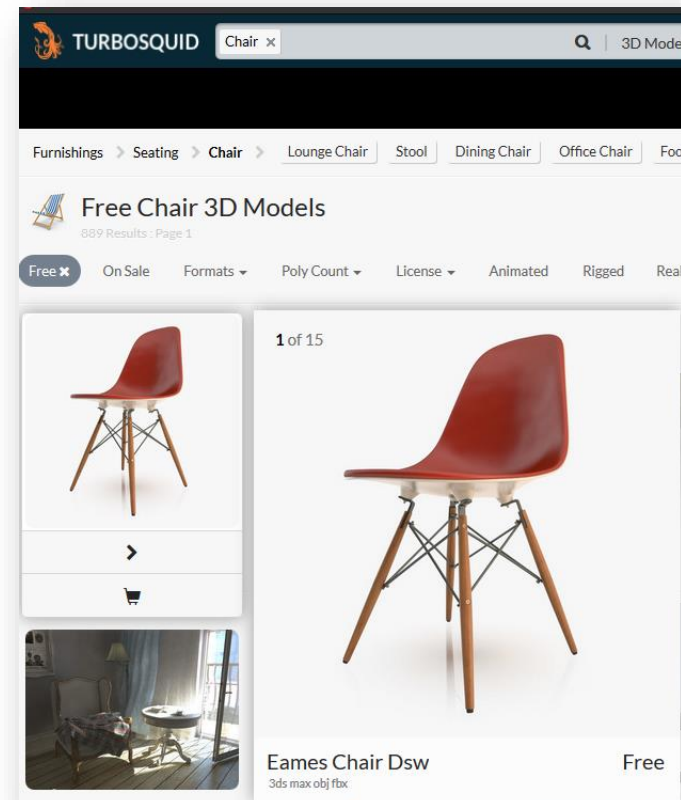 TURBOSQUID Chair × 3D Mode
Furnishings Seating Chair Lounge Chair Stool Dining Chair Office Chair Foo
Free Chair 3D Models
889 Results : Page 1
Free On Sale Formats Poly Count License Animated Rigged Real
1 of 15
Eames Chair Dsw Free
3ds max obj fbx